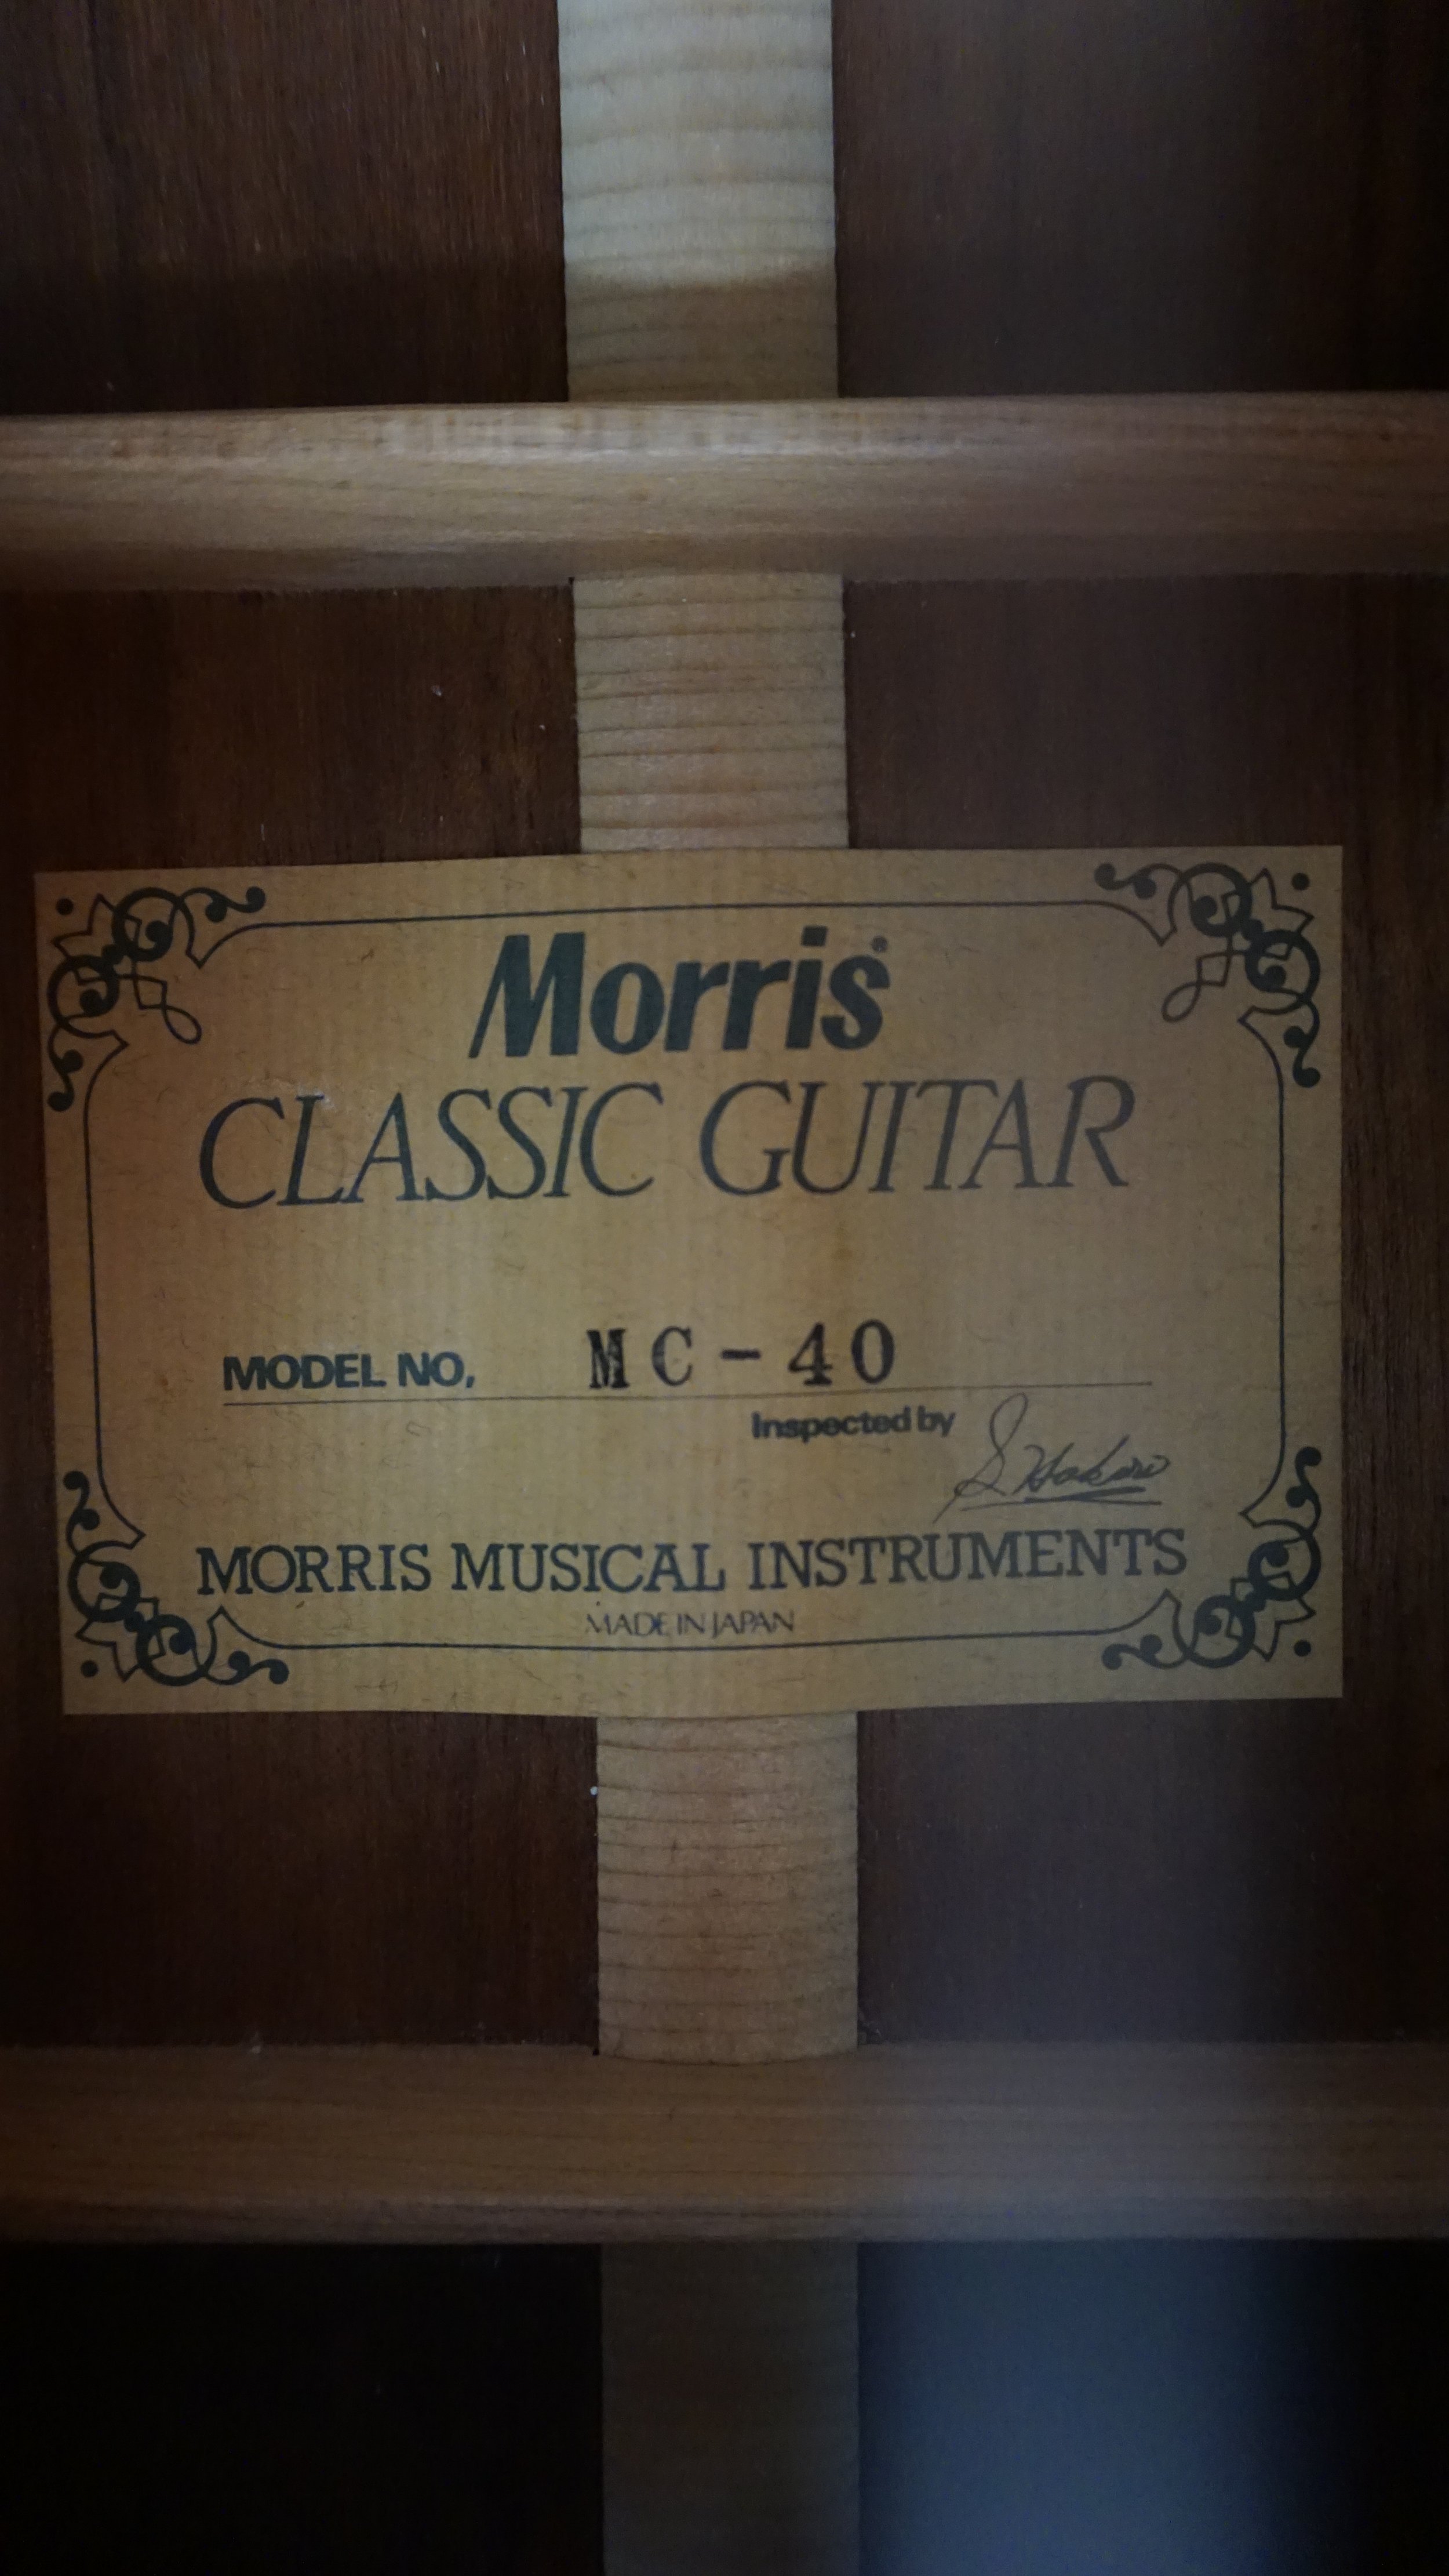 Morris
CLASSIC GUITAR
MODEL NO. MC-40
Inspected by
MORRIS MUSICAL INSTRUMENTS
MADE IN JAPAN